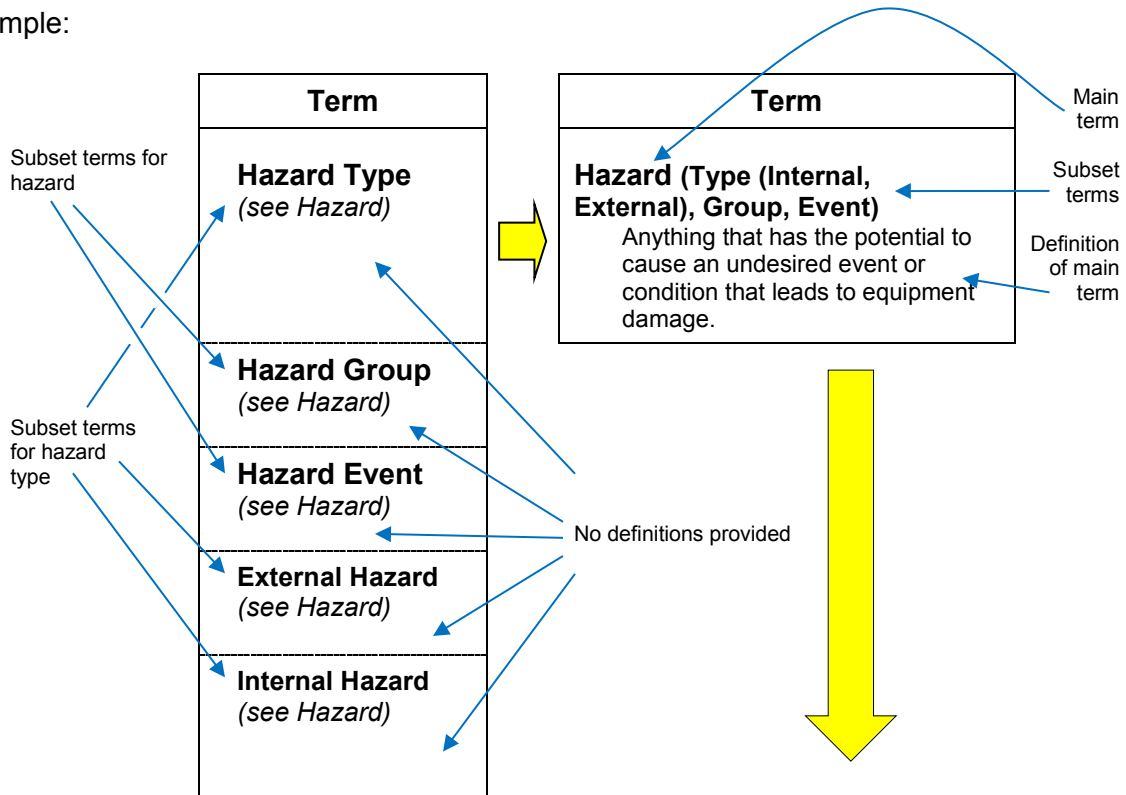 mple:
Term
Term
Main
term
Subset terms for
hazard
Hazard Type
(see Hazard)
Hazard (Type (Internal,
External), Group, Event)
Subset
terms
Anything that has the potential to
cause an undesired event or
condition that leads to equipment
damage.
Definition
of main
term
Hazard Group
(see Hazard)
Subset terms
for hazard
type
Hazard Event
(see Hazard)
No definitions provided
External Hazard
(see Hazard)
Internal Hazard
(see Hazard)